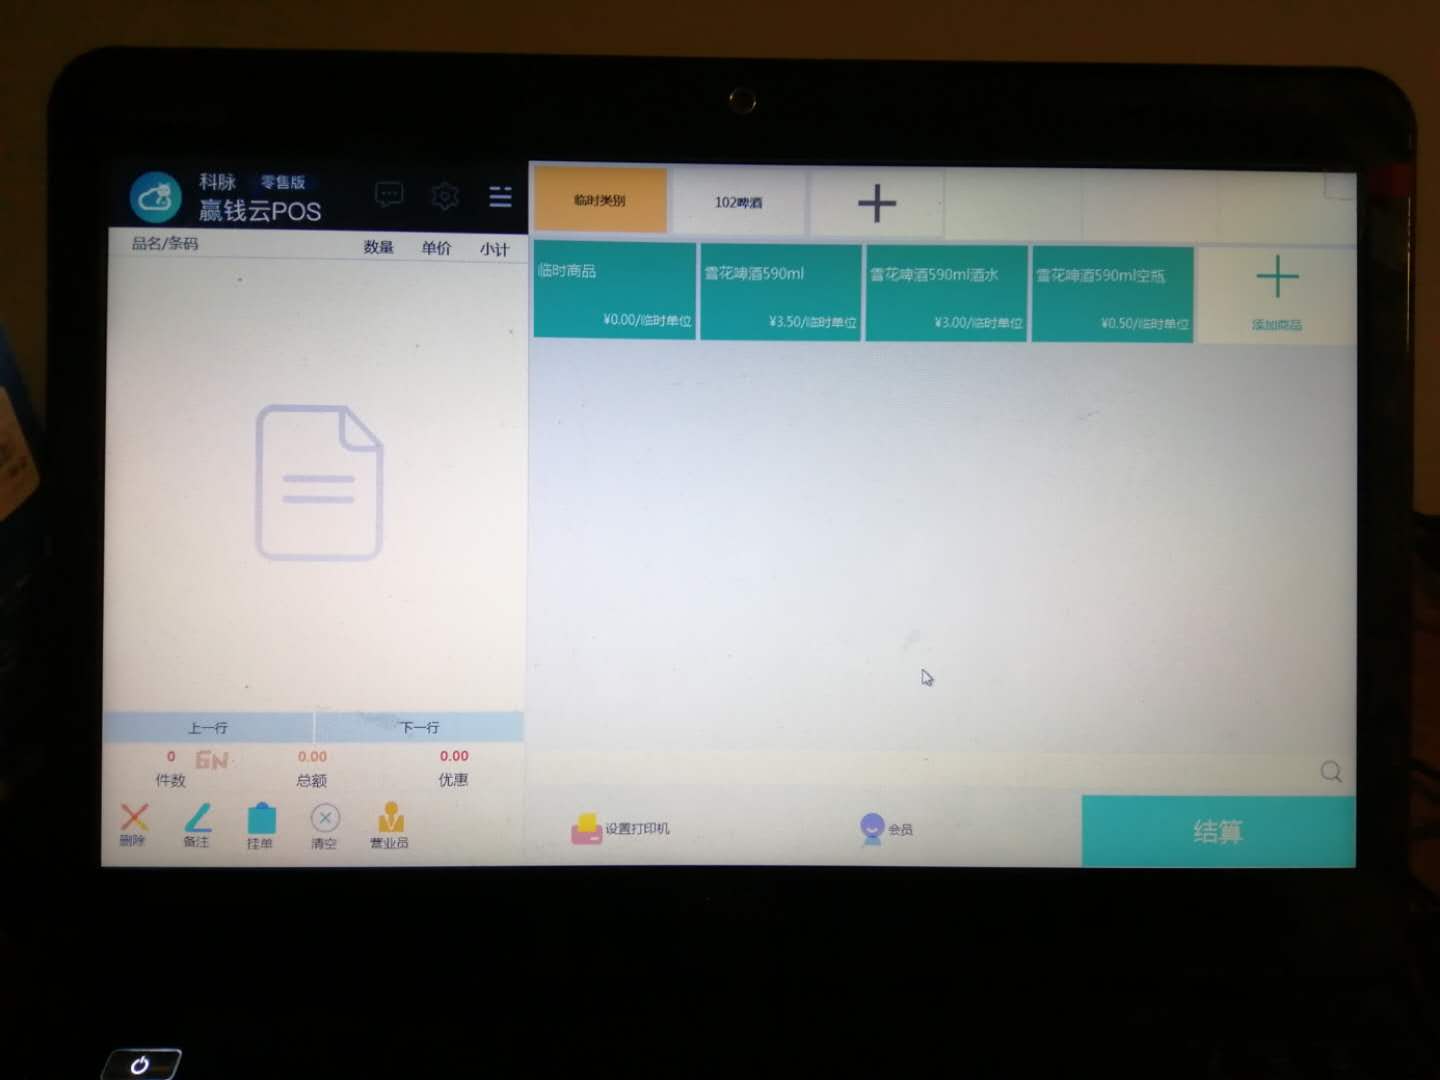 科脉 零售版
赢钱云POS
品名/条码 数量 单价 小计
临时类别 102啤酒
临时商品
¥0.00/临时单位
雪花啤酒590ml
¥3.50/临时单位
雪花啤酒590ml酒水
¥3.00/临时单位
雪花啤酒590ml空瓶
¥0.50/临时单位
添加商品
上一行 下一行
0 0.00 0.00
件数 总额 优惠
删除 备注 挂单 清空 营业员
设置打印机 会员 结算